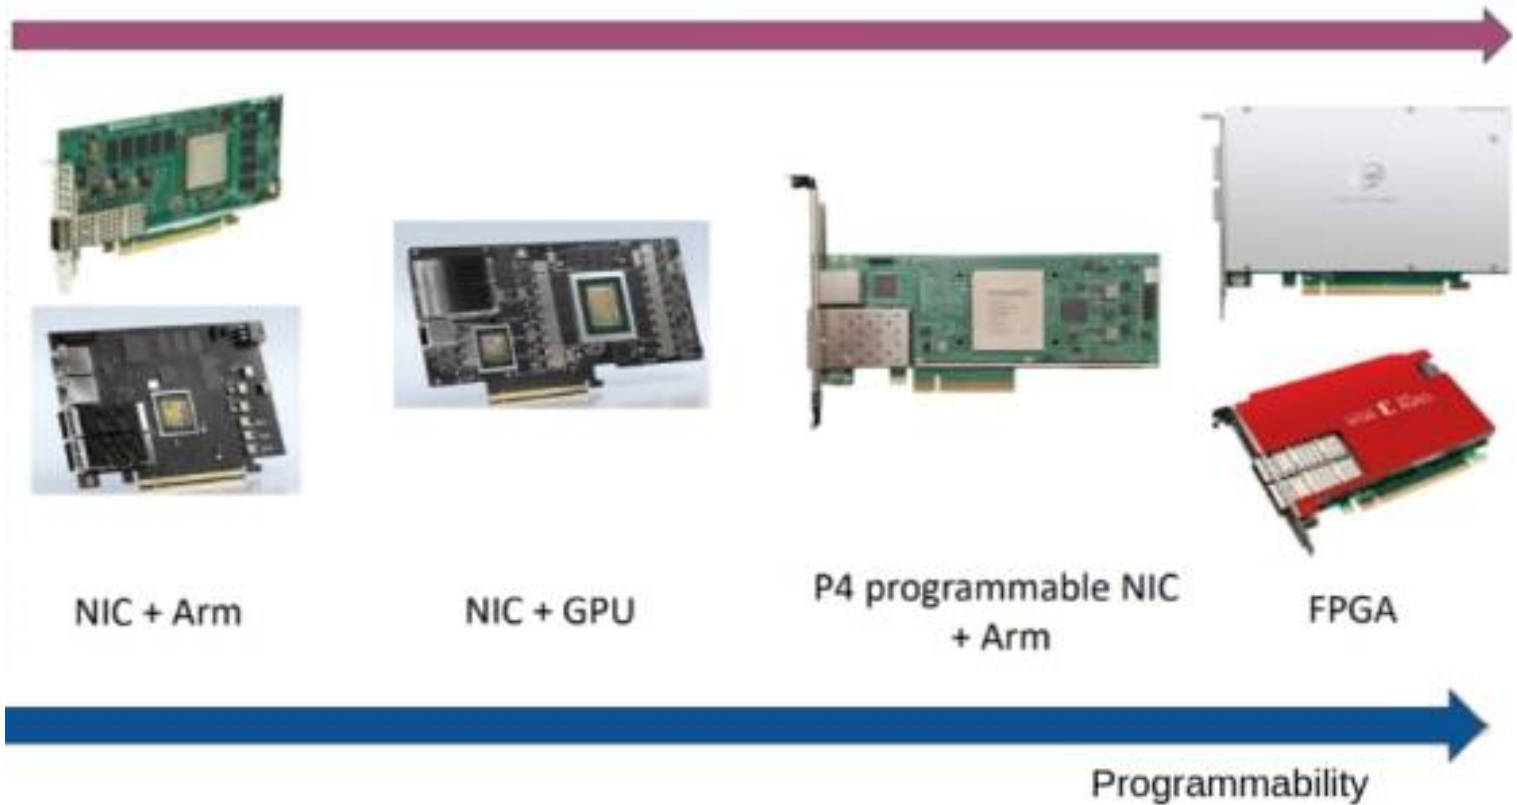 NIC + Arm
NIC + GPU
P4 programmable NIC
+ Arm
FPGA
Programmability